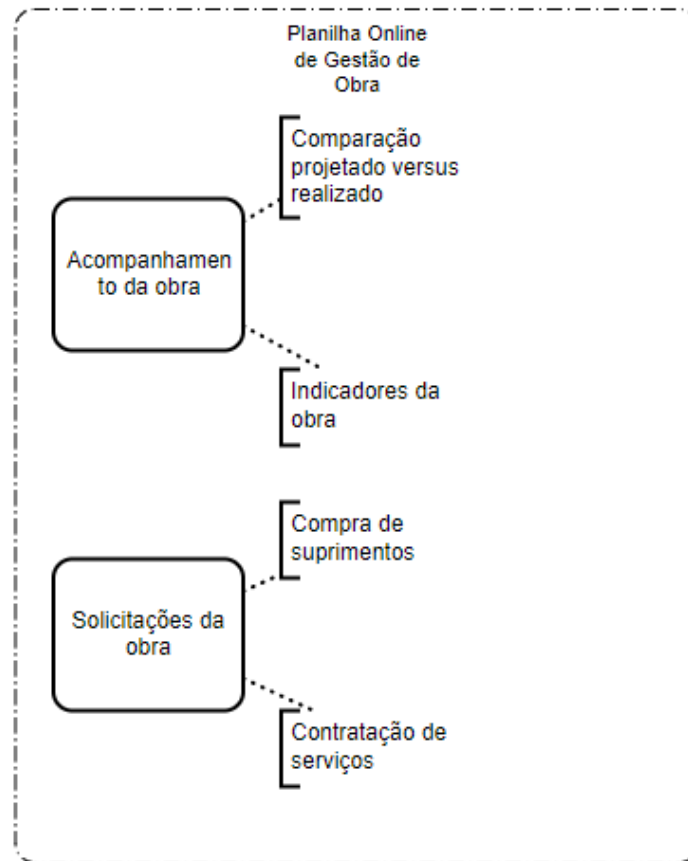 Planilha Online
de Gestão de
Obra
Comparação
projetado versus
realizado
Acompanhamen
to da obra
Indicadores da
obra
Compra de
suprimentos
Solicitações da
obra
Contratação de
serviços